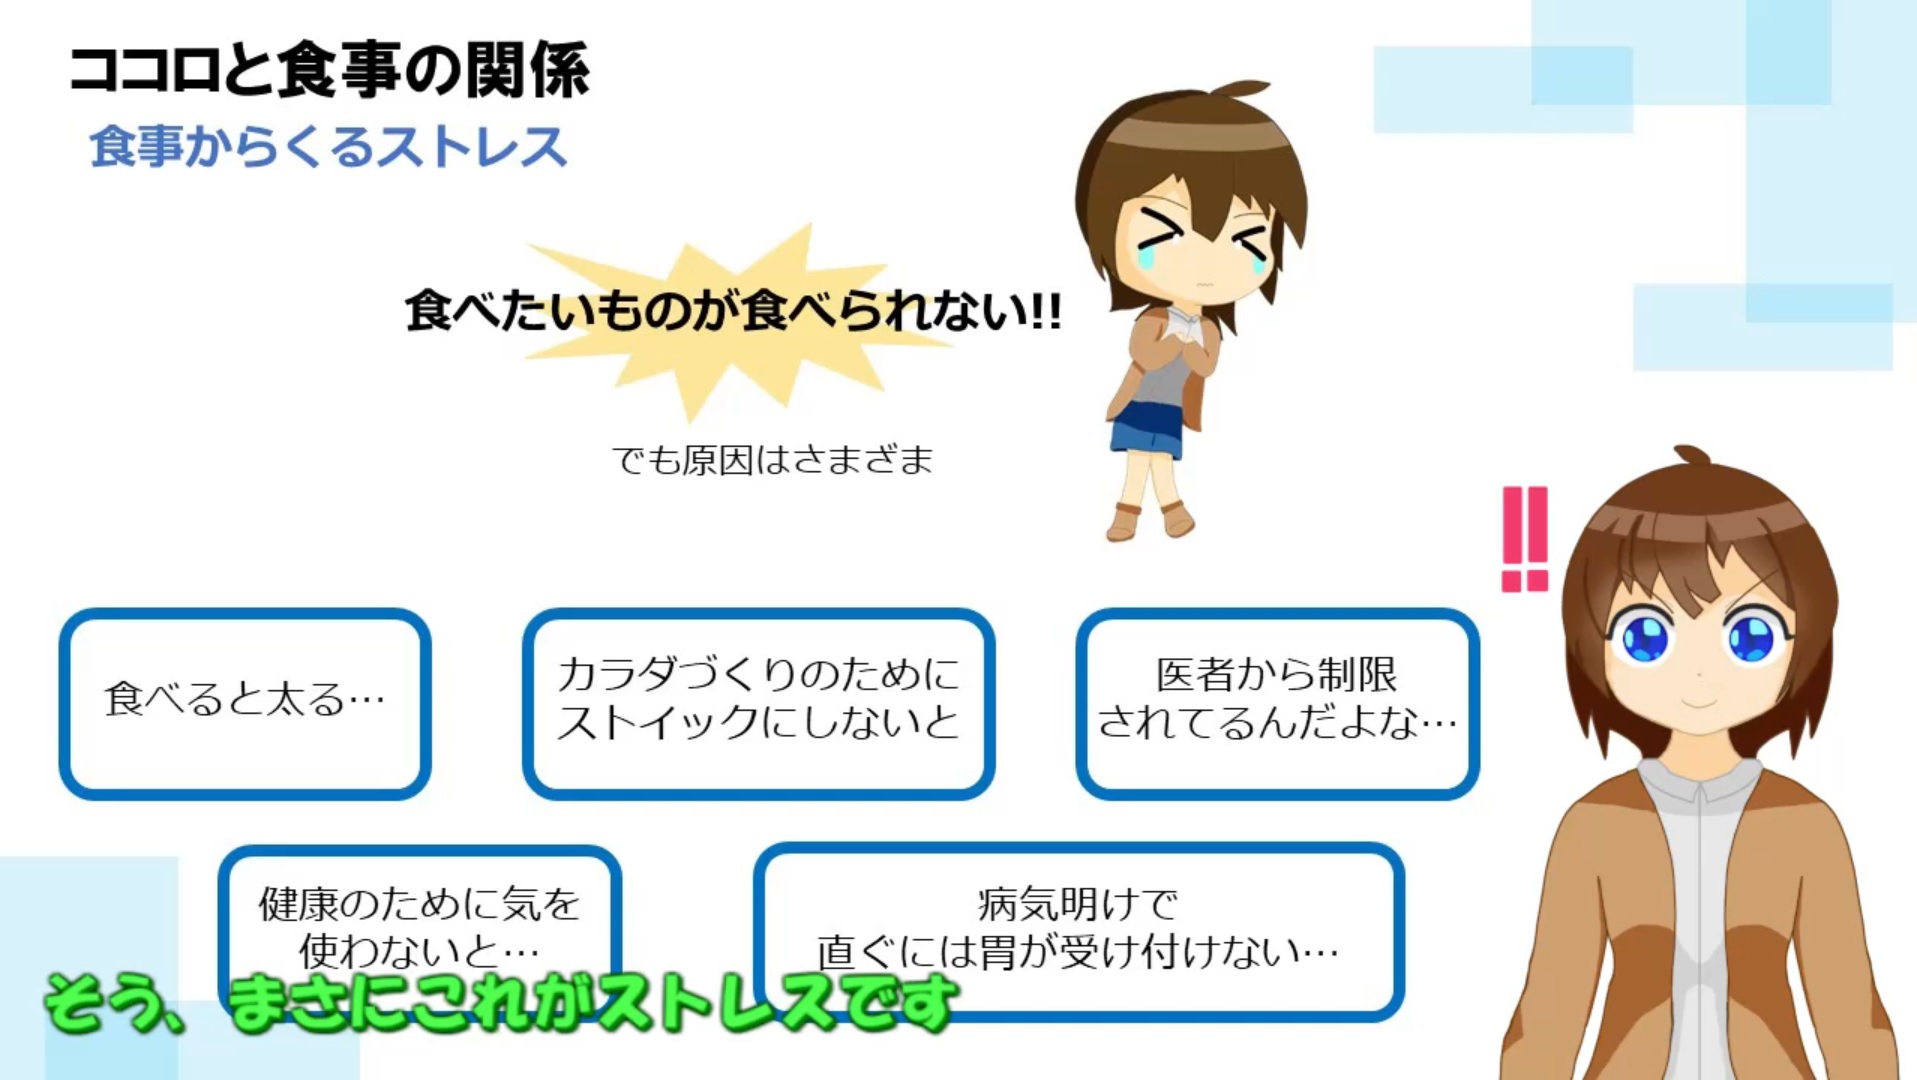 ココロと食事の関係
食事からくるストレス
食べたいものが食べられない!!
でも原因はさまざま
!!
食べると太る…
カラダづくりのために
ストイックにしないと
医者から制限
されてるんだよな…
健康のために気を
使わないと…
病気明けで
直ぐには胃が受け付けない…
そう、まさにこれがストレスです